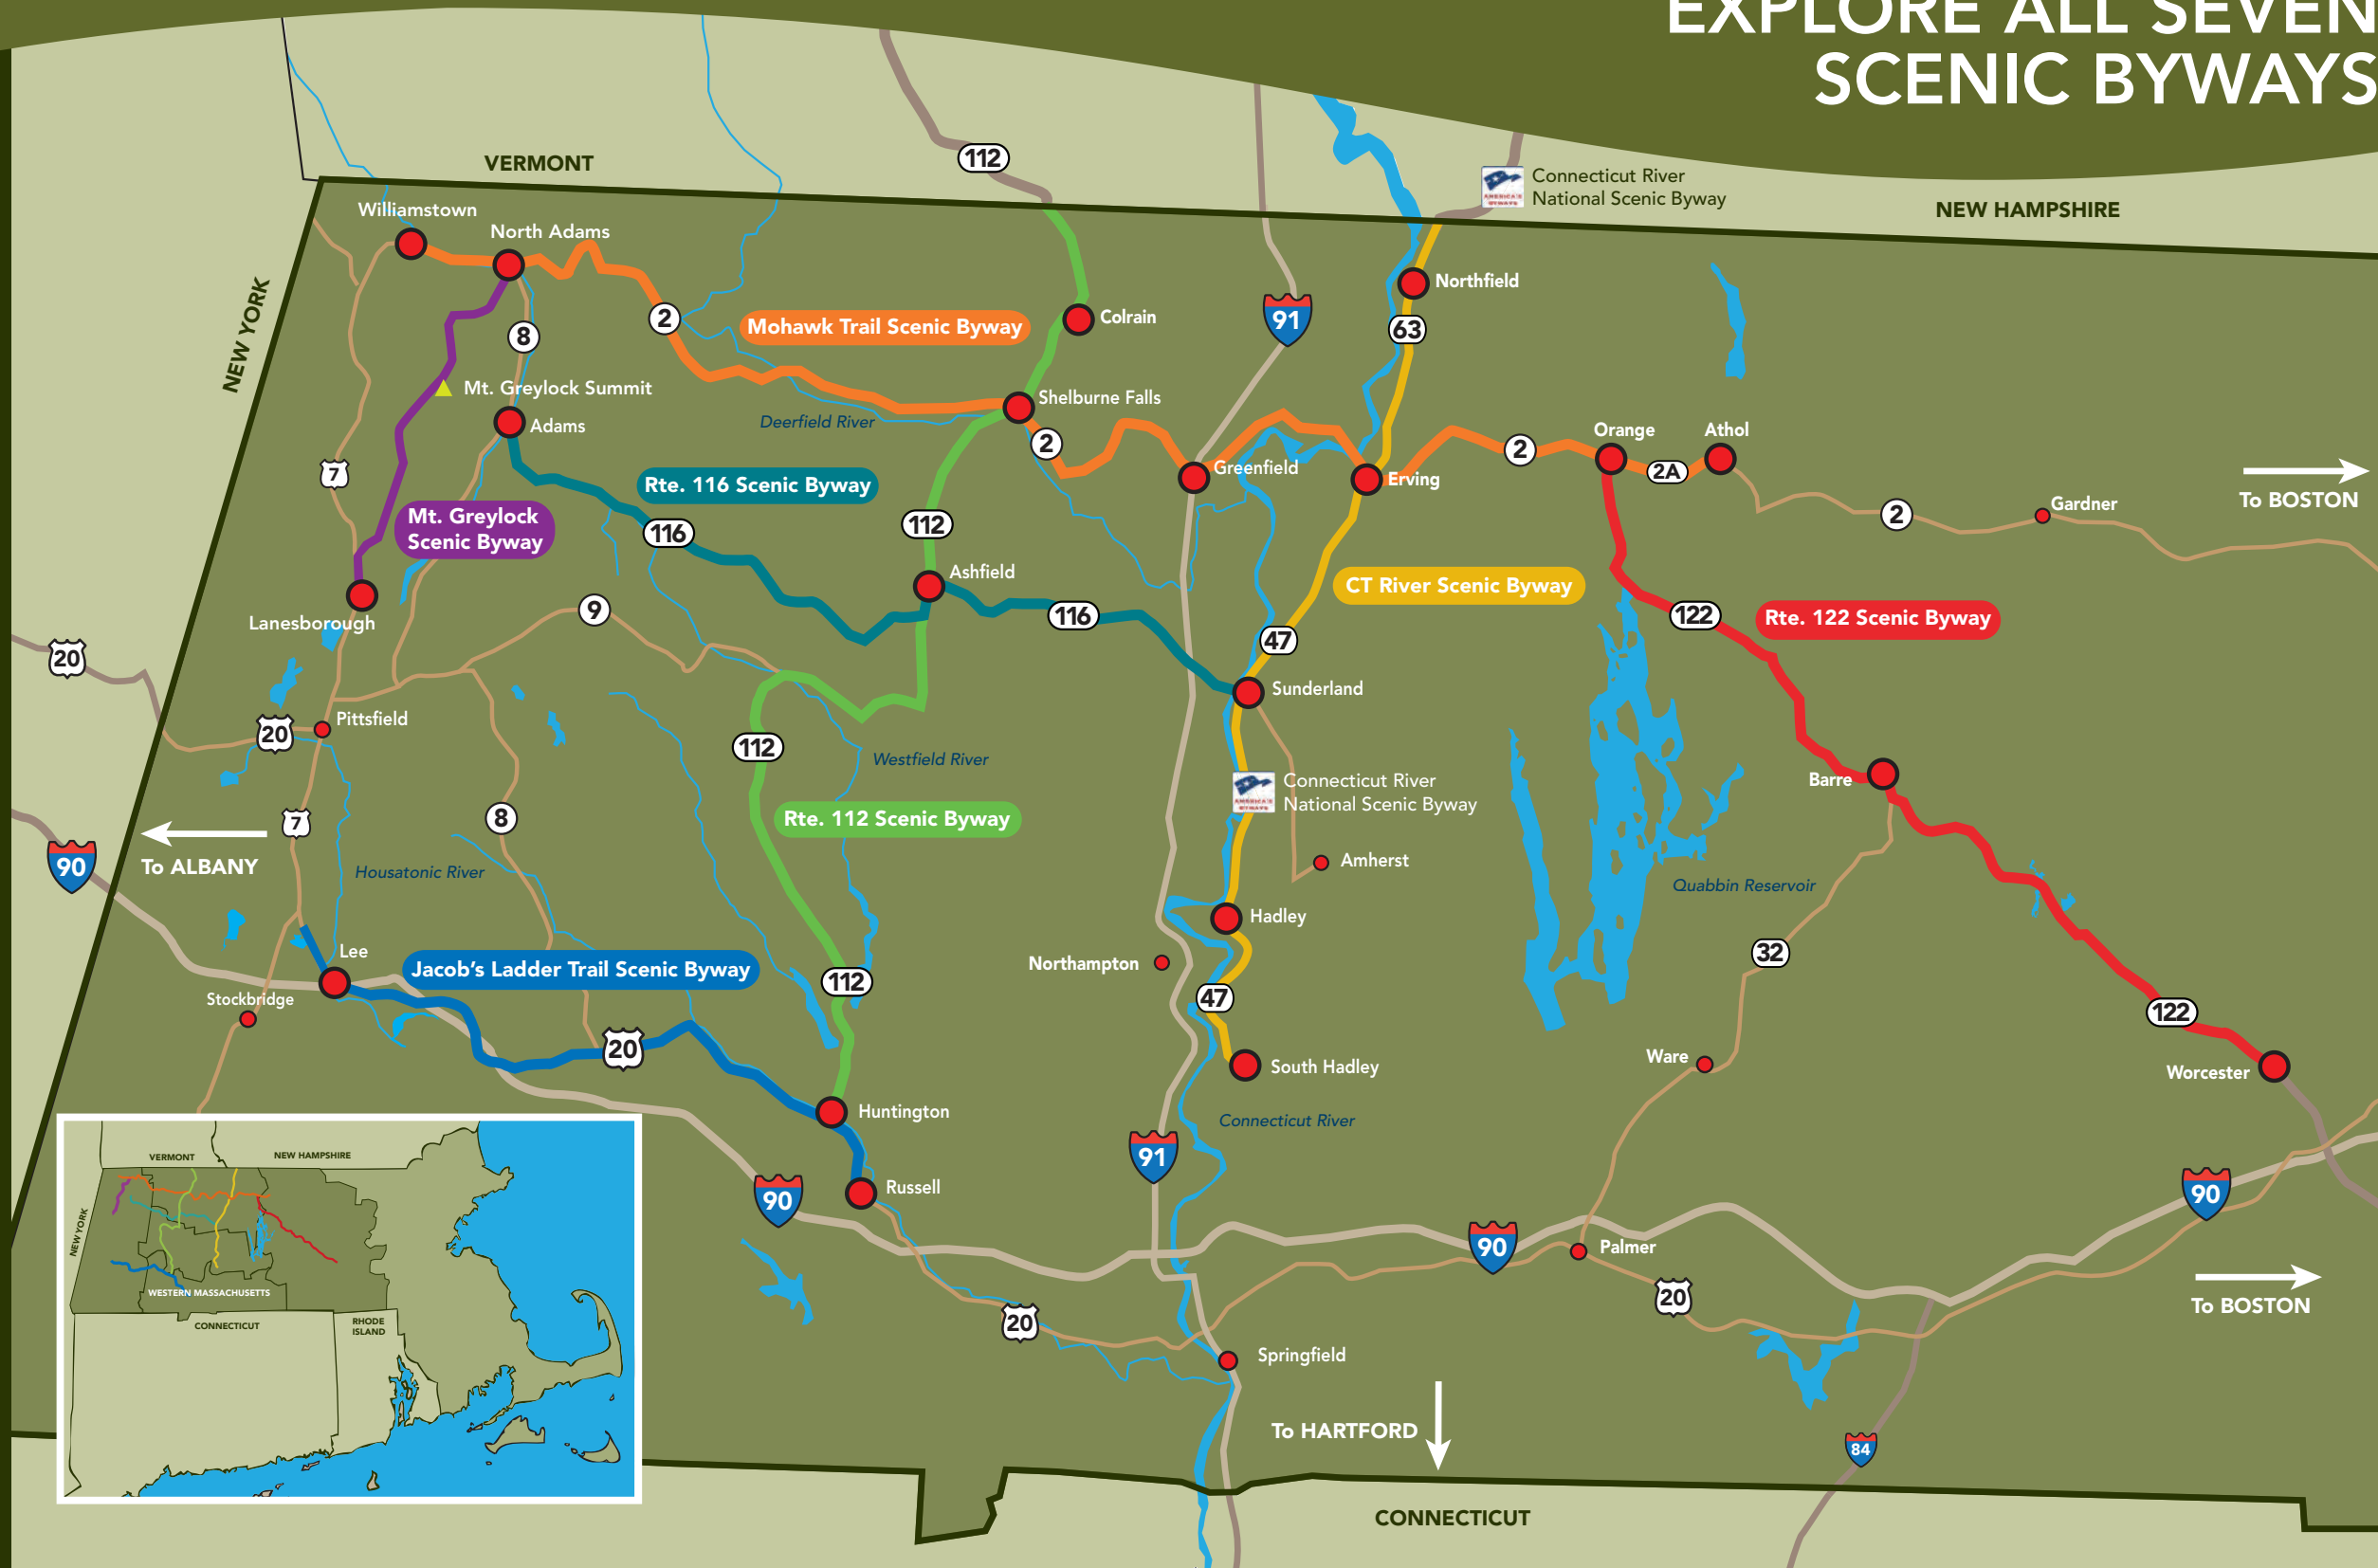 EXPLORE ALL SEVEN
SCENIC BYWAYS
VERMONT
112
Connecticut River
National Scenic Byway
NEW HAMPSHIRE
NEW YORK
Williamstown
North Adams
8
2
Mohawk Trail Scenic Byway
Colrain
91
Northfield
63
Mt. Greylock Summit
Adams
Deerfield River
Shelburne Falls
2
Greenfield
Erving
2
Orange
2A
Athol
2
Gardner
To BOSTON
7
Mt. Greylock
Scenic Byway
Rte. 116 Scenic Byway
116
112
Ashfield
116
CT River Scenic Byway
122
Rte. 122 Scenic Byway
Lanesborough
9
47
20
20
Pittsfield
Sunderland
112
Westfield River
Connecticut River
National Scenic Byway
Barre
7
8
Rte. 112 Scenic Byway
90
To ALBANY
Housatonic River
Amherst
Quabbin Reservoir
Hadley
Lee
Jacob's Ladder Trail Scenic Byway
112
Northampton
32
Stockbridge
47
122
20
Ware
South Hadley
Worcester
Huntington
Connecticut River
91
Russell
90
90
90
Palmer
20
20
To BOSTON
Springfield
To HARTFORD
84
CONNECTICUT
VERMONT
NEW HAMPSHIRE
NEW YORK
WESTERN MASSACHUSETTS
CONNECTICUT
RHODE
ISLAND
AMERICA'S
BYWAYS
AMERICA'S
BYWAYS